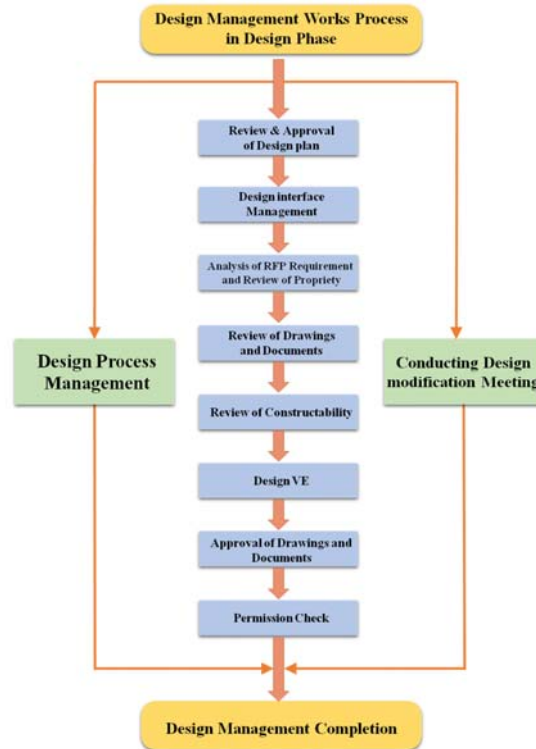 Design Management Works Process
in Design Phase
Review & Approval
of Design plan
Design interface
Management
Analysis of RFP Requirement
and Review of Propriety
Review of Drawings
and Documents
Design Process
Management
Conducting Design
modification Meeting
Review of Constructability
Design VE
Approval of Drawings and
Documents
Permission Check
Design Management Completion